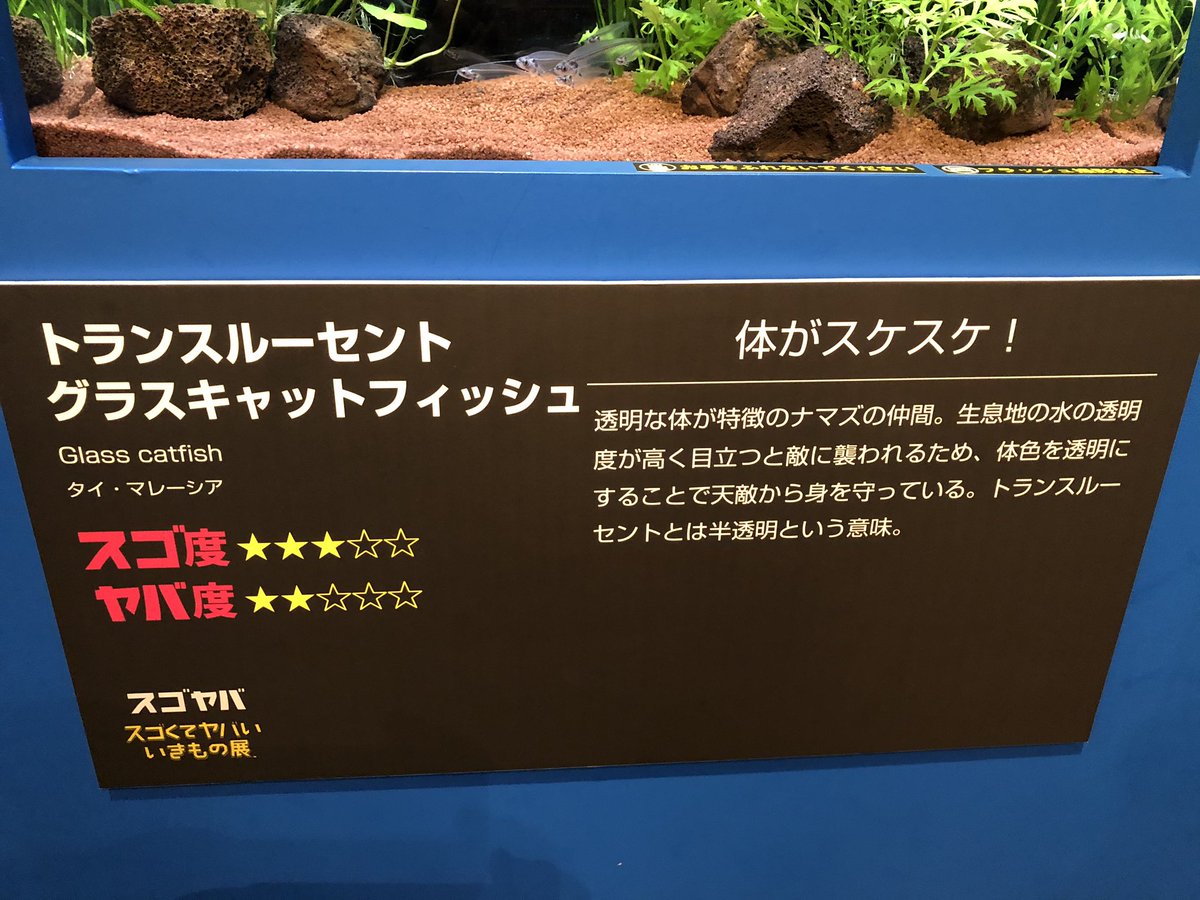 トランスルーセント
グラスキャットフィッシュ
Glass catfish
タイ・マレーシア
スゴ度★★★☆☆
ヤバ度★★☆☆☆
スゴヤバ
スゴくてヤバい
いきもの展
体がスケスケ！
透明な体が特徴のナマズの仲間。生息地の水の透明
度が高く目立つと敵に襲われるため、体色を透明に
することで天敵から身を守っている。トランスルー
セントとは半透明という意味。